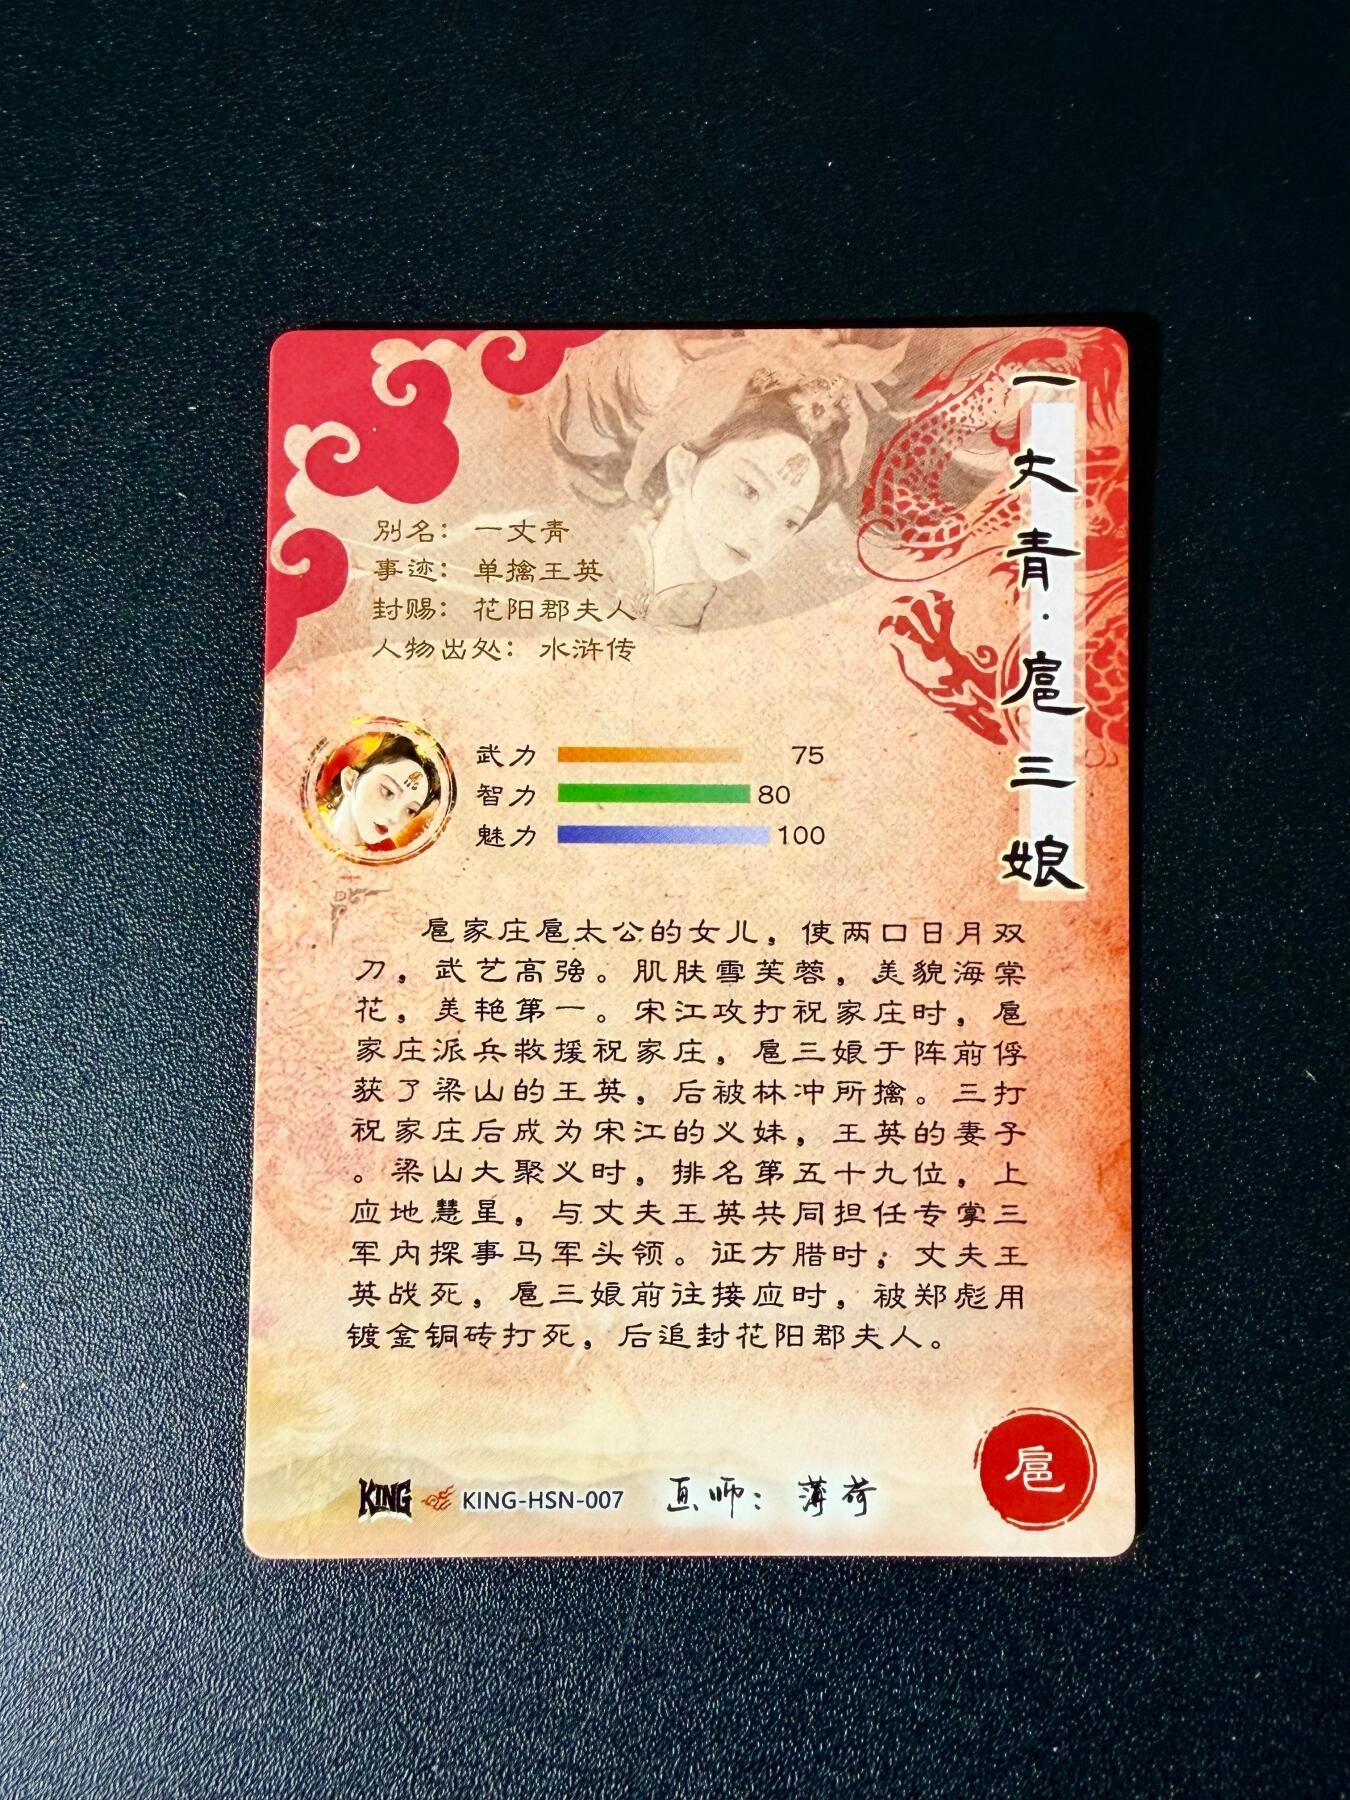 一丈青·扈三娘
别名：一丈青
事迹：单擒王英
封赐：花阳郡夫人
人物出处：水浒传
武力 75
智力 80
魅力 100
扈家庄扈太公的女儿，使两口日月双
刀，武艺高强。肌肤雪芙蓉，美貌海棠
花，美艳第一。宋江攻打祝家庄时，扈
家庄派兵救援祝家庄，扈三娘于阵前俘
获了梁山的王英，后被林冲所擒。三打
祝家庄后成为宋江的义妹，王英的妻子
。梁山大聚义时，排名第五十九位，上
应地慧星，与丈夫王英共同担任专掌三
军内探事马军头领。征方腊时；丈夫王
英战死，扈三娘前往接应时，被郑彪用
镀金铜砖打死，后追封花阳郡夫人。
KING KING-HSN-007 画师：薄荷
扈